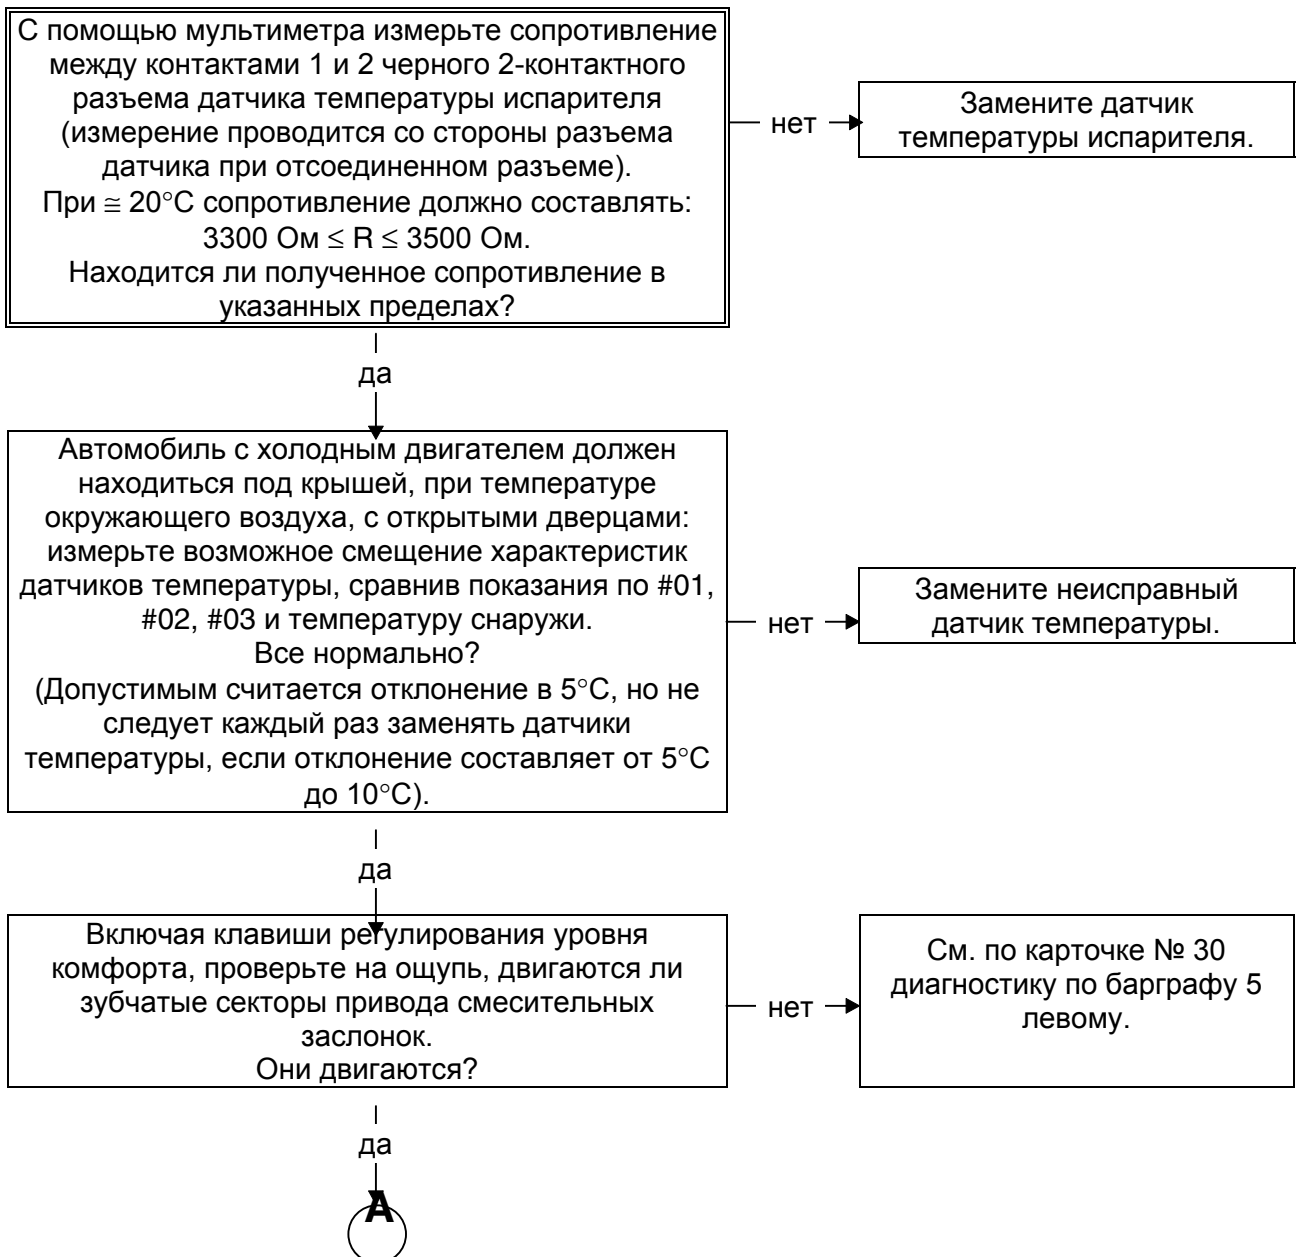 С помощью мультиметра измерьте сопротивление
между контактами 1 и 2 черного 2-контактного
разъема датчика температуры испарителя
(измерение проводится со стороны разъема
датчика при отсоединенном разъеме).
При ≅ 20°C сопротивление должно составлять:
3300 Ом ≤ R ≤ 3500 Ом.
Находится ли полученное сопротивление в
указанных пределах?
нет
Замените датчик
температуры испарителя.
да
Автомобиль с холодным двигателем должен
находиться под крышей, при температуре
окружающего воздуха, с открытыми дверцами:
измерьте возможное смещение характеристик
датчиков температуры, сравнив показания по #01,
#02, #03 и температуру снаружи.
Все нормально?
(Допустимым считается отклонение в 5°C, но не
следует каждый раз заменять датчики
температуры, если отклонение составляет от 5°C
до 10°C).
нет
Замените неисправный
датчик температуры.
да
Включая клавиши регулирования уровня
комфорта, проверьте на ощупь, двигаются ли
зубчатые секторы привода смесительных
заслонок.
Они двигаются?
нет
См. по карточке № 30
диагностику по барграфу 5
левому.
да
A